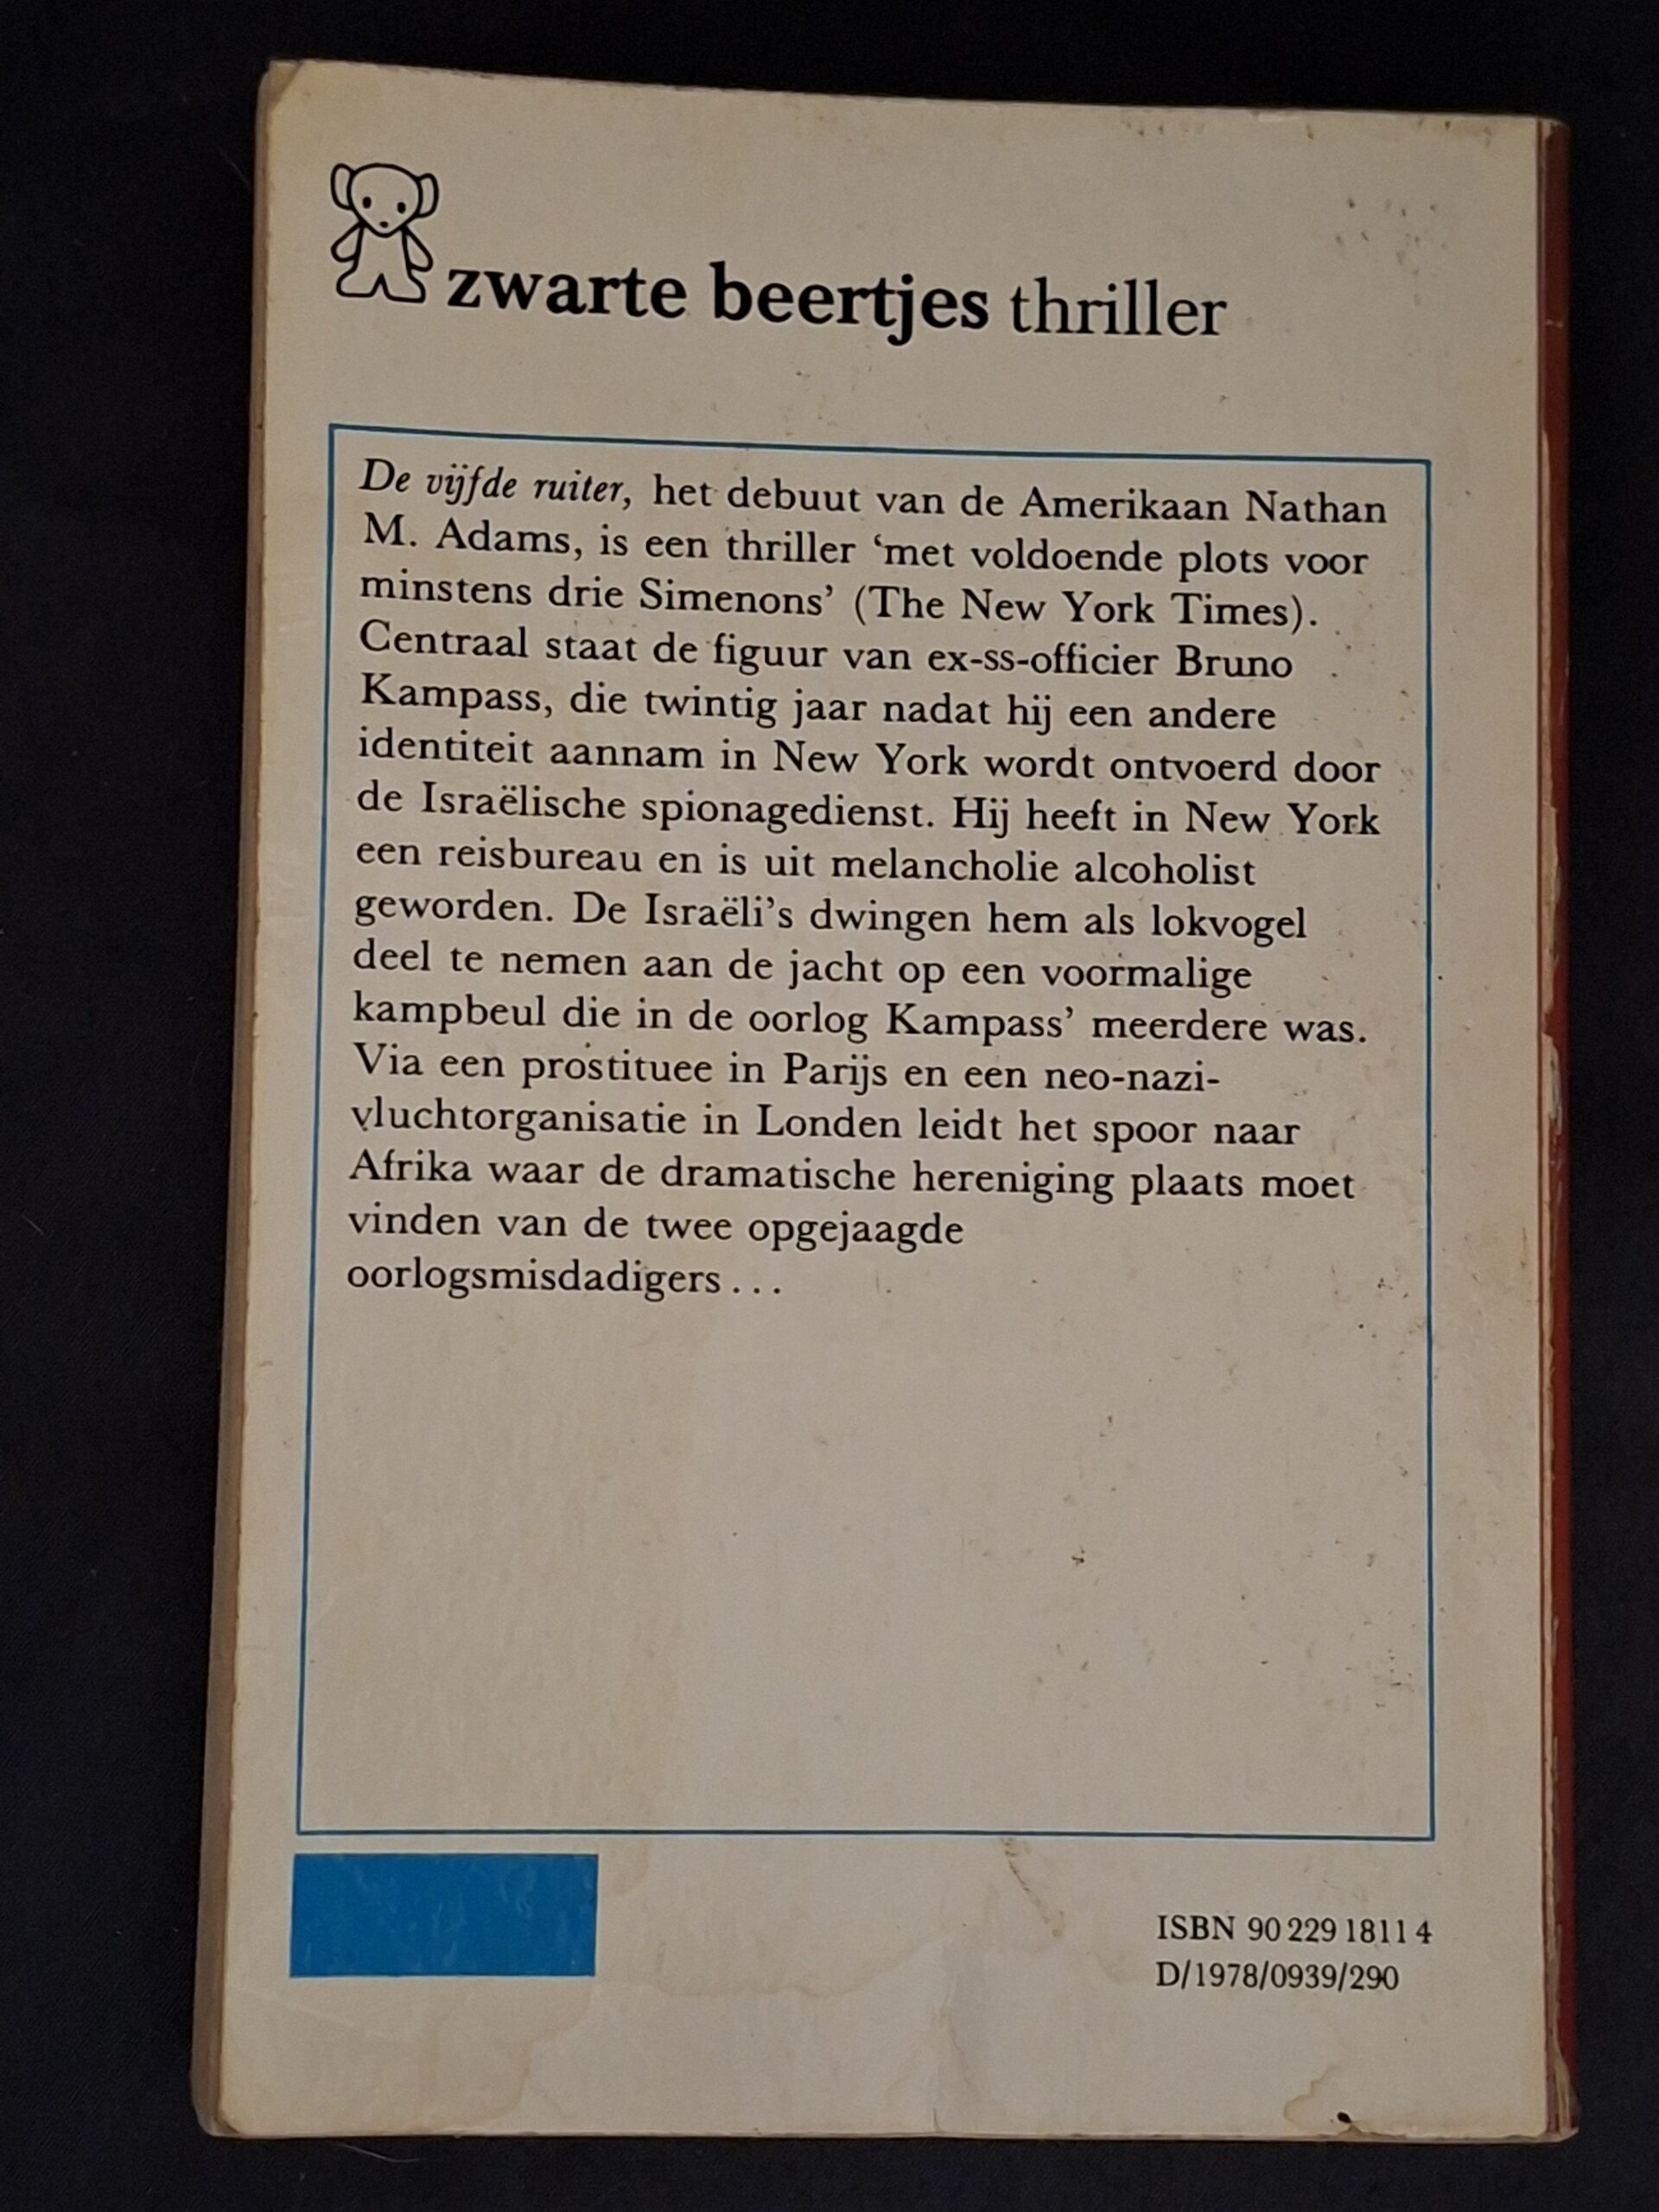 zwarte beertjes thriller
De vijfde ruiter, het debuut van de Amerikaan Nathan
M. Adams, is een thriller ‘met voldoende plots voor
minstens drie Simenons’ (The New York Times).
Centraal staat de figuur van ex-ss-officier Bruno
Kampass, die twintig jaar nadat hij een andere
identiteit aannam in New York wordt ontvoerd door
de Israëlische spionagedienst. Hij heeft in New York
een reisbureau en is uit melancholie alcoholist
geworden. De Israëli’s dwingen hem als lokvogel
deel te nemen aan de jacht op een voormalige
kampbeul die in de oorlog Kampass’ meerdere was.
Via een prostituee in Parijs en een neo-nazi-
vluchtorganisatie in Londen leidt het spoor naar
Afrika waar de dramatische hereniging plaats moet
vinden van de twee opgejaagde
oorlogsmisdadigers...
ISBN 90 229 1811 4
D/1978/0939/290